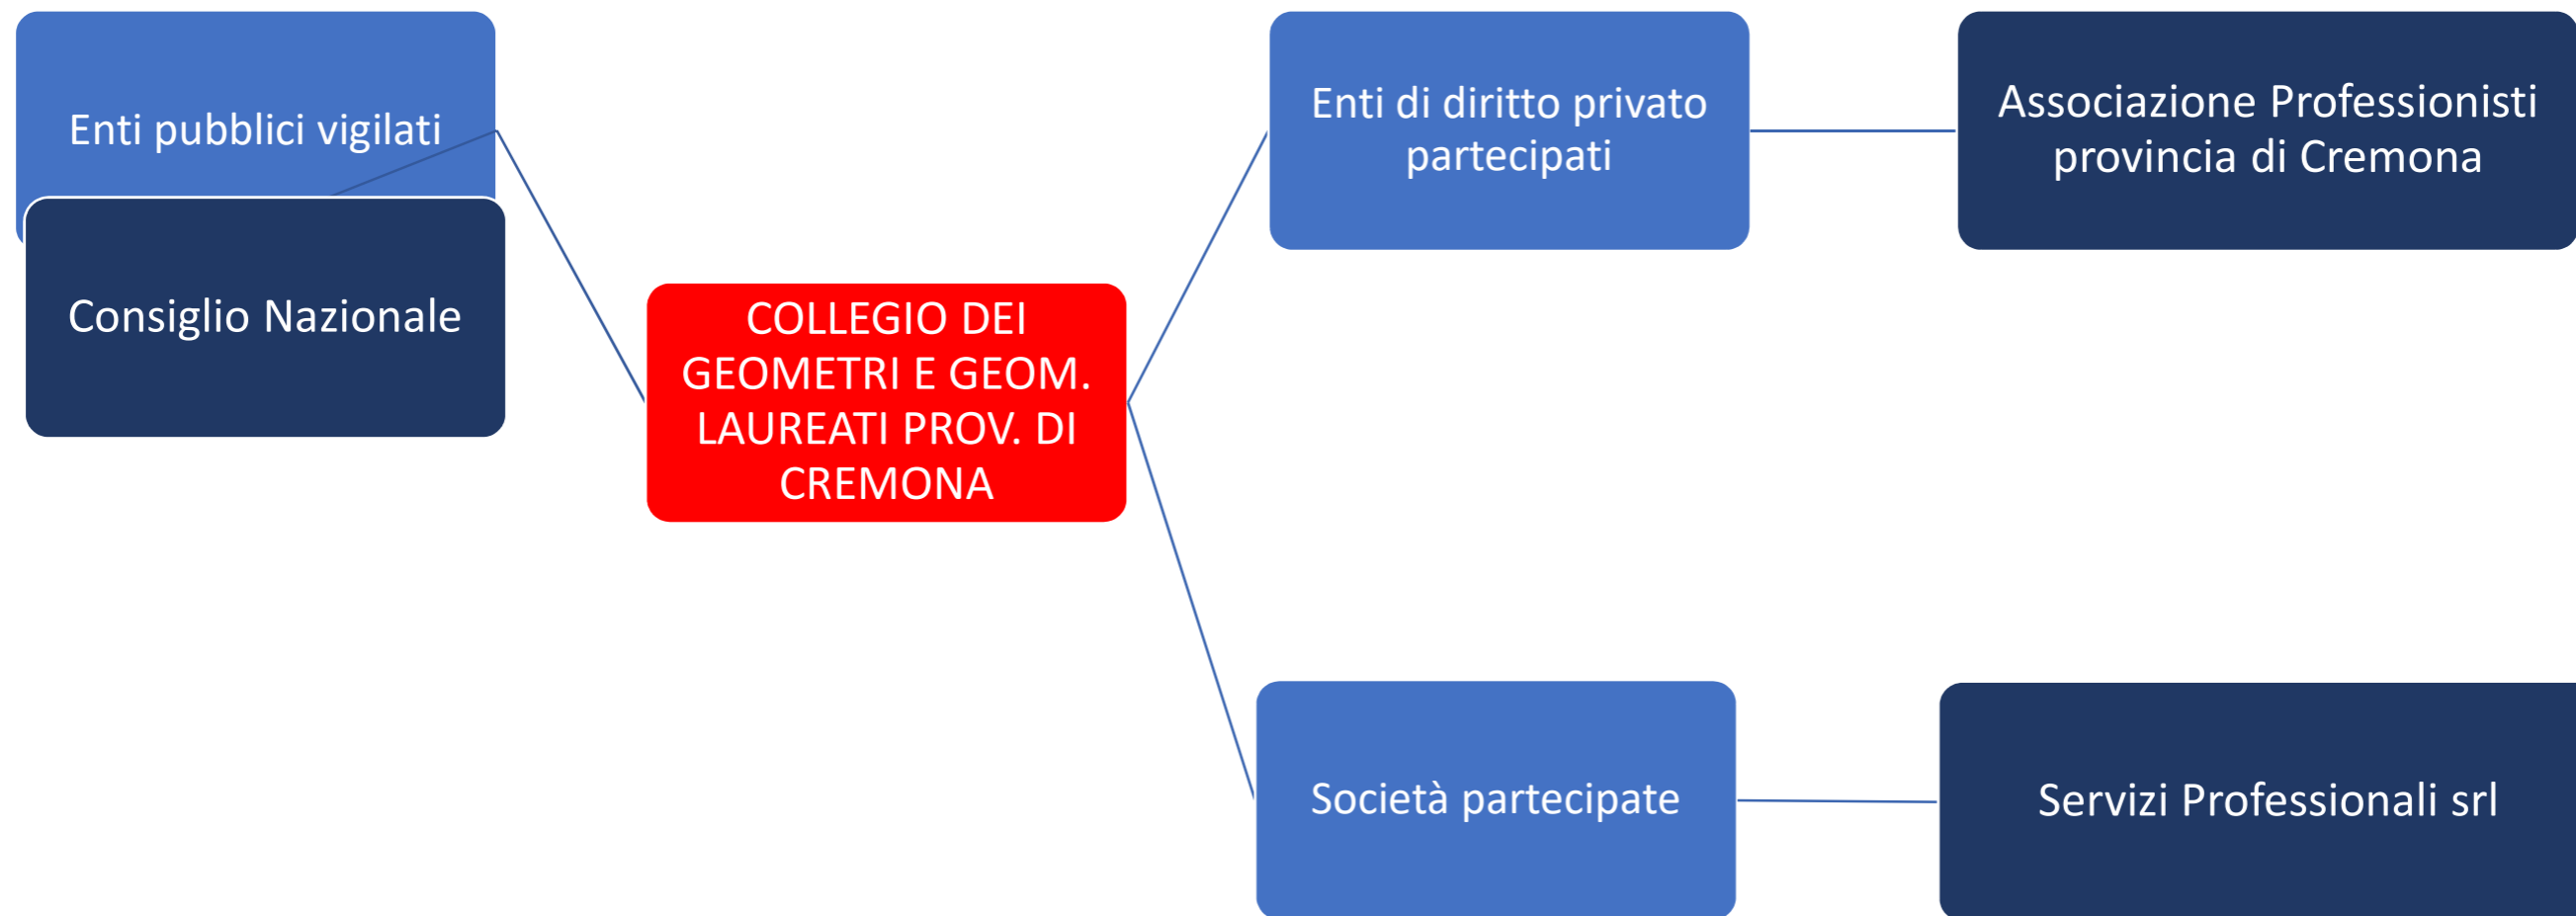 Enti pubblici vigilati
Consiglio Nazionale
COLLEGIO DEI
GEOMETRI E GEOM.
LAUREATI PROV. DI
CREMONA
Enti di diritto privato
partecipati
Associazione Professionisti
provincia di Cremona
Società partecipate
Servizi Professionali srl